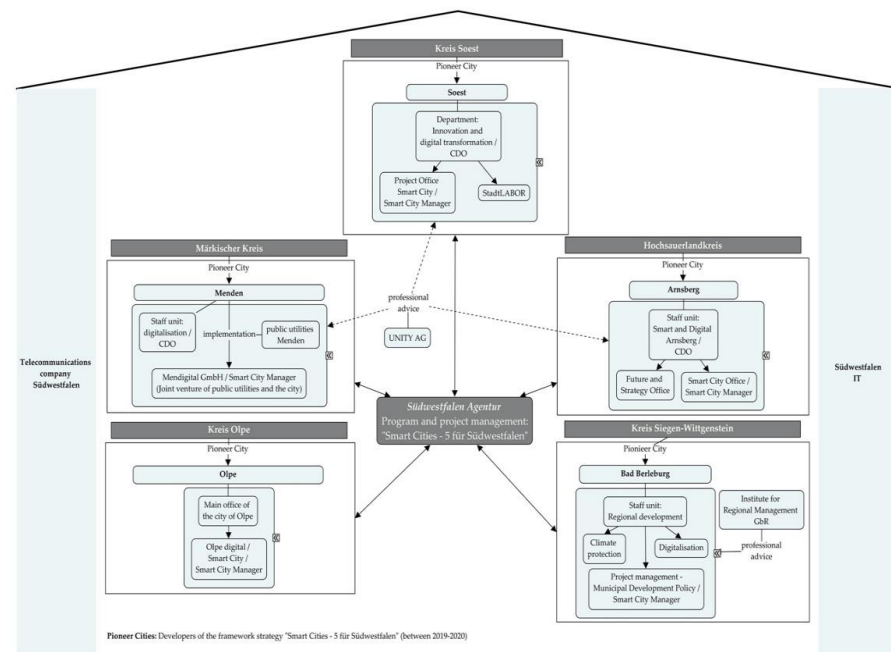 Kreis Soest
Pioneer City
Soest
Department:
Innovation and
digital transformation /
CDO
Project Office
Smart City /
Smart City Manager
StadtLABOR
Märkischer Kreis
Pioneer City
Menden
Staff unit:
digitalisation /
CDO
implementation
public utilities
Menden
Mendigital GmbH / Smart City Manager
(Joint venture of public utilities and the city)
professional
advice
UNITY AG
Hochsauerlandkreis
Pioneer City
Arnsberg
Staff unit:
Smart and Digital
Arnsberg /
CDO
Future and
Strategy Office
Smart City Office /
Smart City Manager
Telecommunications
company
Südwestfalen
Südwestfalen
IT
Südwestfalen Agentur
Program and project management:
"Smart Cities - 5 für Südwestfalen"
Kreis Olpe
Pioneer City
Olpe
Main office of
the city of Olpe
Olpe digital /
Smart City /
Smart City Manager
Kreis Siegen-Wittgenstein
Pionieer City
Bad Berleburg
Staff unit:
Regional development
Climate
protection
Digitalisation
Project management -
Municipal Development Policy /
Smart City Manager
Institute for
Regional Management
GbR
professional
advice
Pioneer Cities: Developers of the framework strategy "Smart Cities - 5 für Südwestfalen" (between 2019-2020)